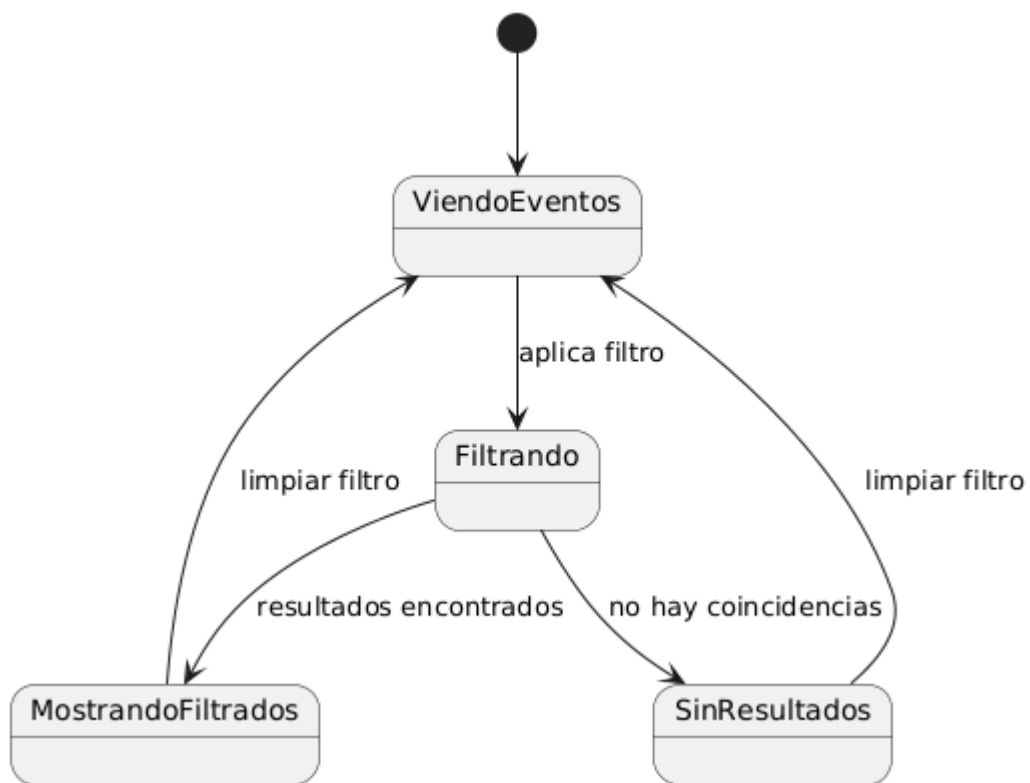 ViendoEventos
aplica filtro
Filtrando
limpiar filtro
limpiar filtro
resultados encontrados
no hay coincidencias
MostrandoFiltrados
SinResultados